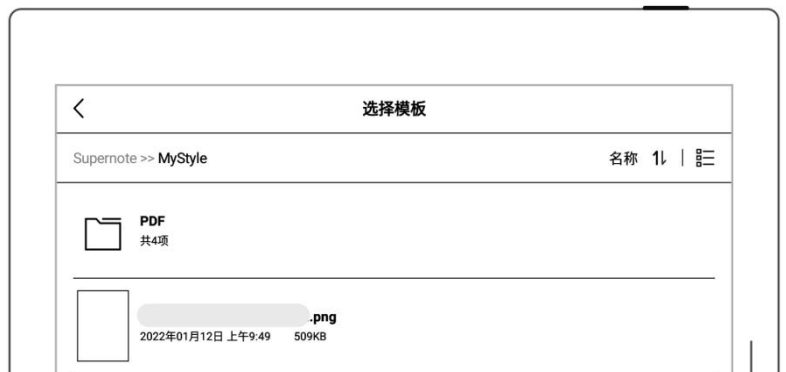 选择模板
Supernote >> MyStyle 名称
PDF
共4项
.png
2022年01月12日 上午9:49 509KB